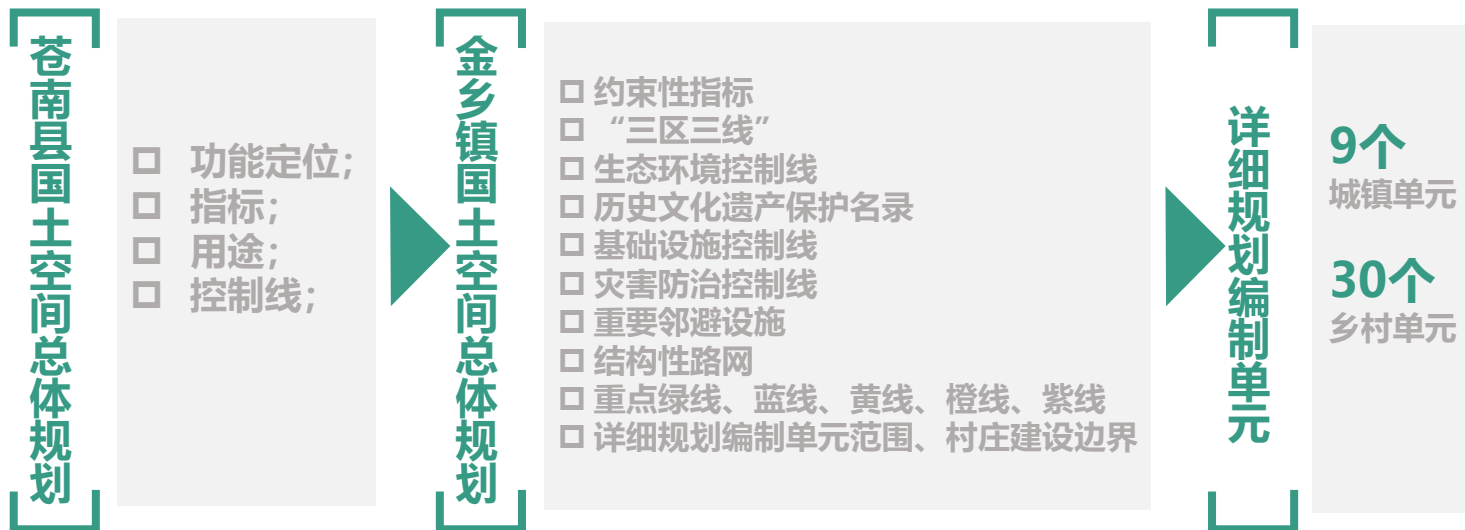 苍南县国土空间总体规划
□ 功能定位；
□ 指标；
□ 用途；
□ 控制线；
金乡镇国土空间总体规划
□ 约束性指标
□ “三区三线”
□ 生态环境控制线
□ 历史文化遗产保护名录
□ 基础设施控制线
□ 灾害防治控制线
□ 重要邻避设施
□ 结构性路网
□ 重点绿线、蓝线、黄线、橙线、紫线
□ 详细规划编制单元范围、村庄建设边界
详细规划编制单元
9个
城镇单元
30个
乡村单元